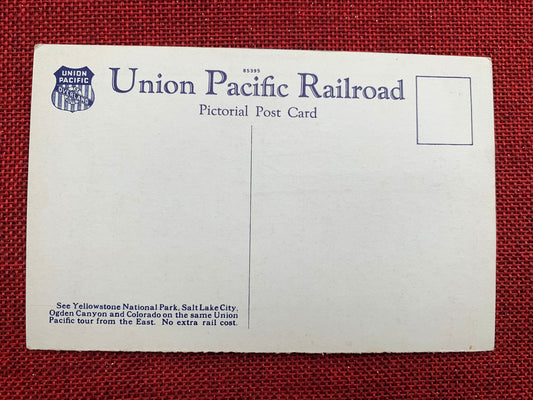 85395
Union Pacific Railroad
Pictorial Post Card
UNION
PACIFIC
OVERLAND
See Yellowstone National Park, Salt Lake City,
Ogden Canyon and Colorado on the same Union
Pacific tour from the East. No extra rail cost.